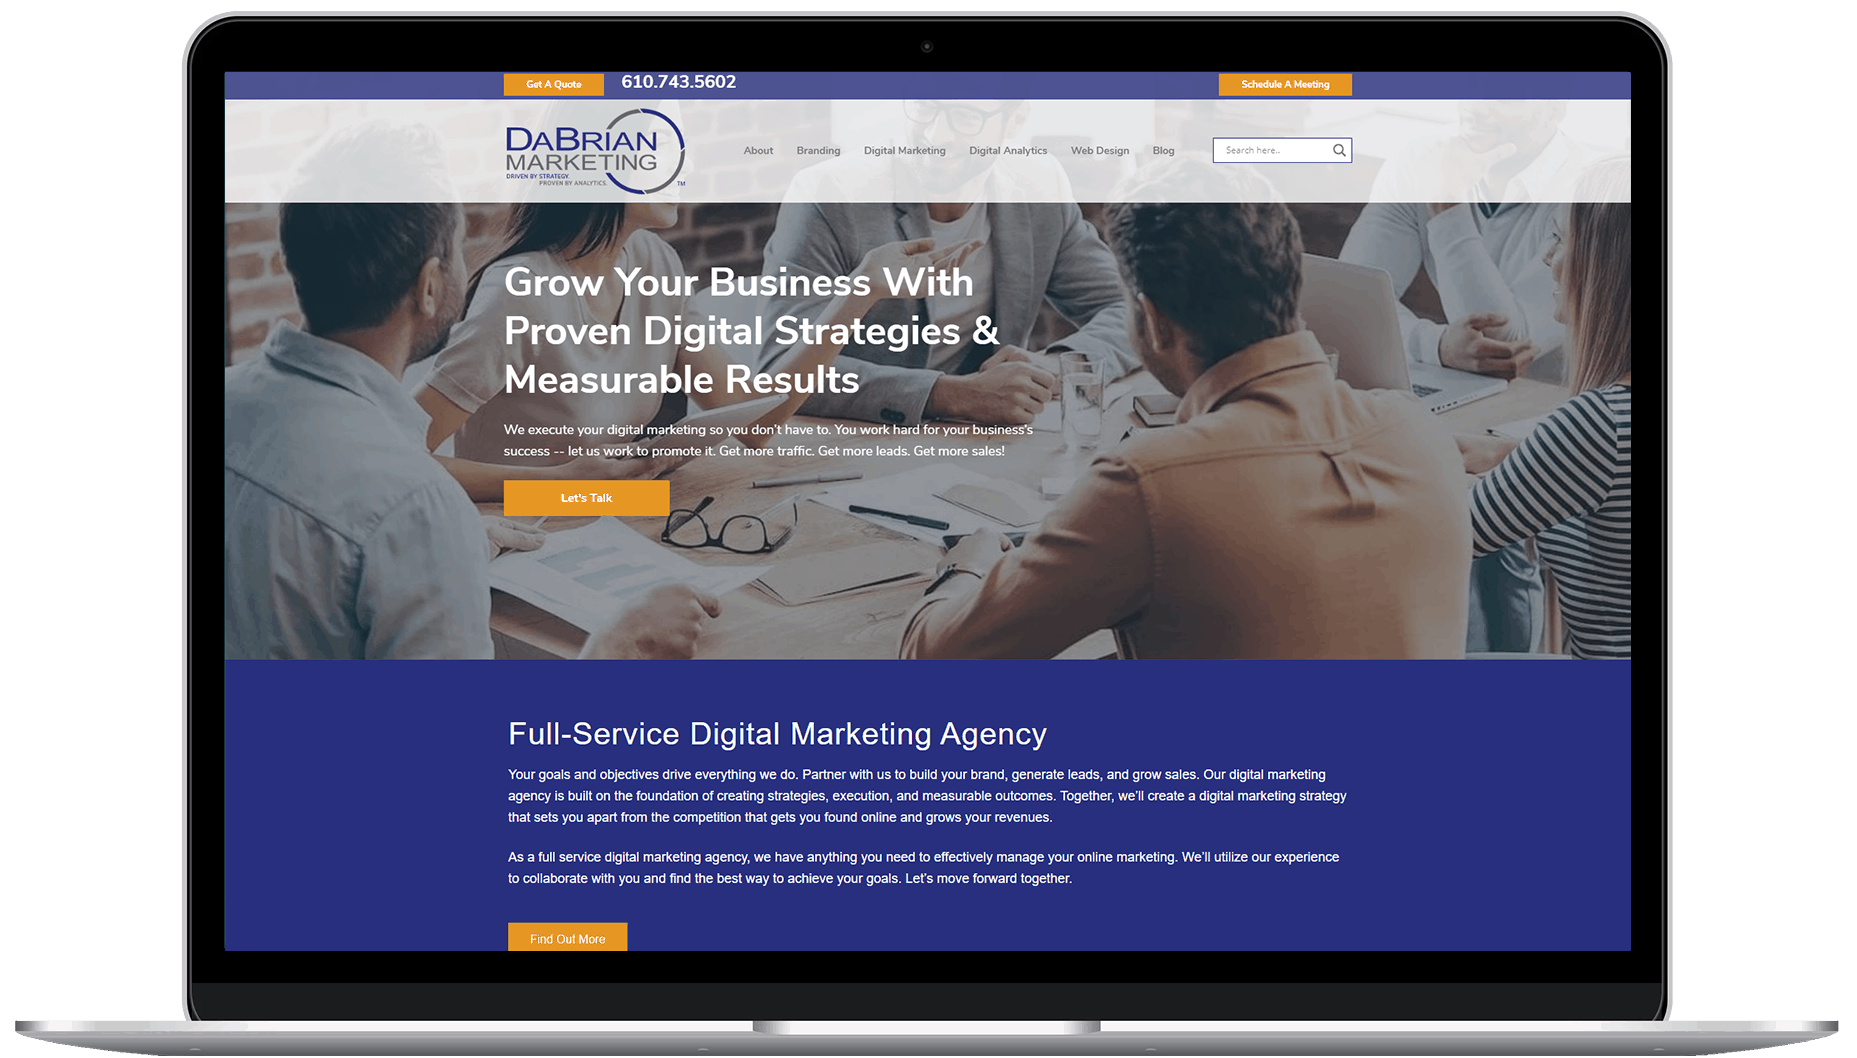 Get A Quote
610.743.5602
Schedule A Meeting
DABRIAN
MARKETING
DRIVEN BY STRATEGY.
PROVEN BY ANALYTICS.
TM
About
Branding
Digital Marketing
Digital Analytics
Web Design
Blog
Search here..
Grow Your Business With
Proven Digital Strategies &
Measurable Results
We execute your digital marketing so you don't have to. You work hard for your business's
success -- let us work to promote it. Get more traffic. Get more leads. Get more sales!
Let's Talk
Full-Service Digital Marketing Agency
Your goals and objectives drive everything we do. Partner with us to build your brand, generate leads, and grow sales. Our digital marketing
agency is built on the foundation of creating strategies, execution, and measurable outcomes. Together, we'll create a digital marketing strategy
that sets you apart from the competition that gets you found online and grows your revenues.
As a full service digital marketing agency, we have anything you need to effectively manage your online marketing. We'll utilize our experience
to collaborate with you and find the best way to achieve your goals. Let's move forward together.
Find Out More